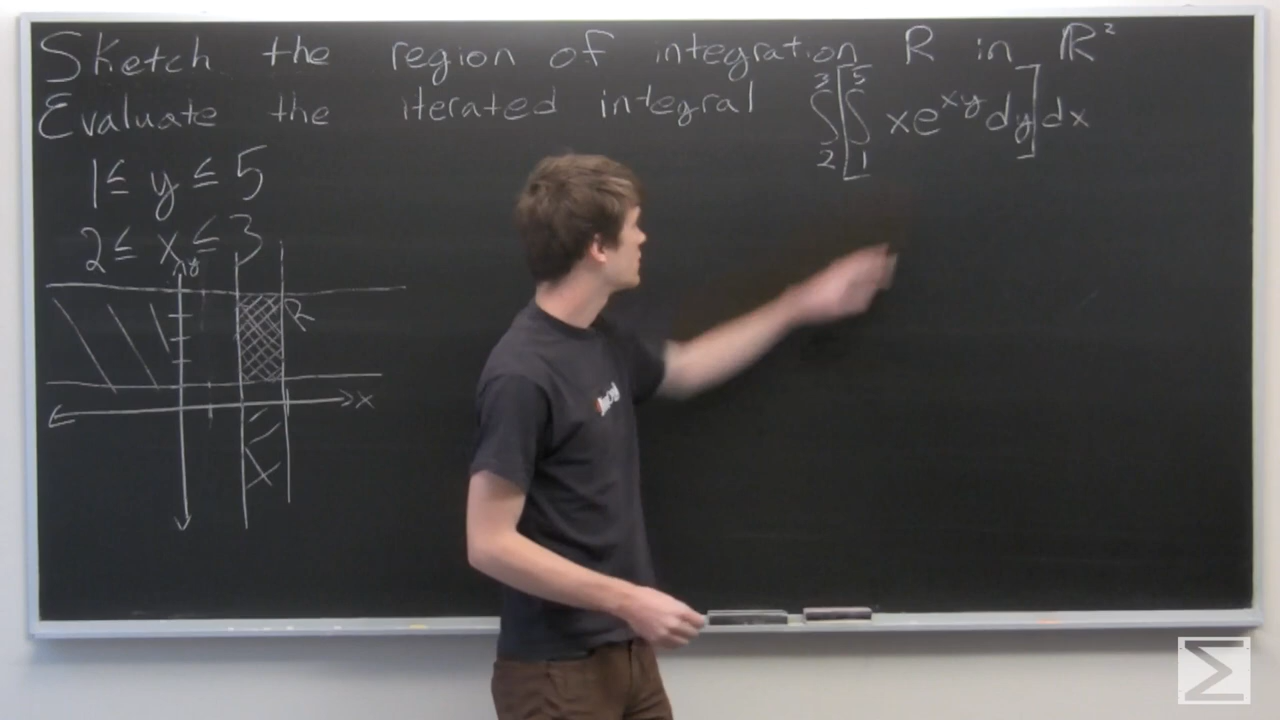 Sketch the region of integration R in ℝ²
Evaluate the iterated integral ∫₂³[∫₁⁵ xe^{xy}dy]dx
1 ≤ y ≤ 5
2 ≤ x ≤ 3
y
R
x
Σ